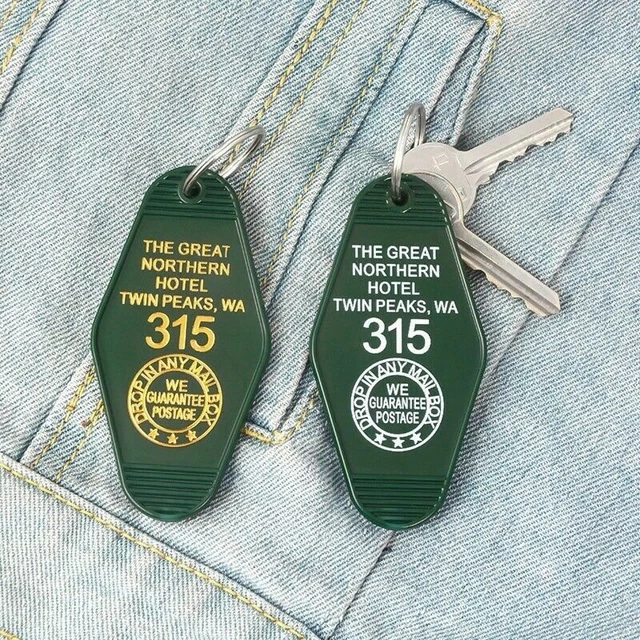 THE GREAT
NORTHERN
HOTEL
TWIN PEAKS, WA
315
DROP IN ANY MAIL BOX
WE
GUARANTEE
POSTAGE
THE GREAT
NORTHERN
HOTEL
TWIN PEAKS, WA
315
DROP IN ANY MAIL BOX
WE
GUARANTEE
POSTAGE